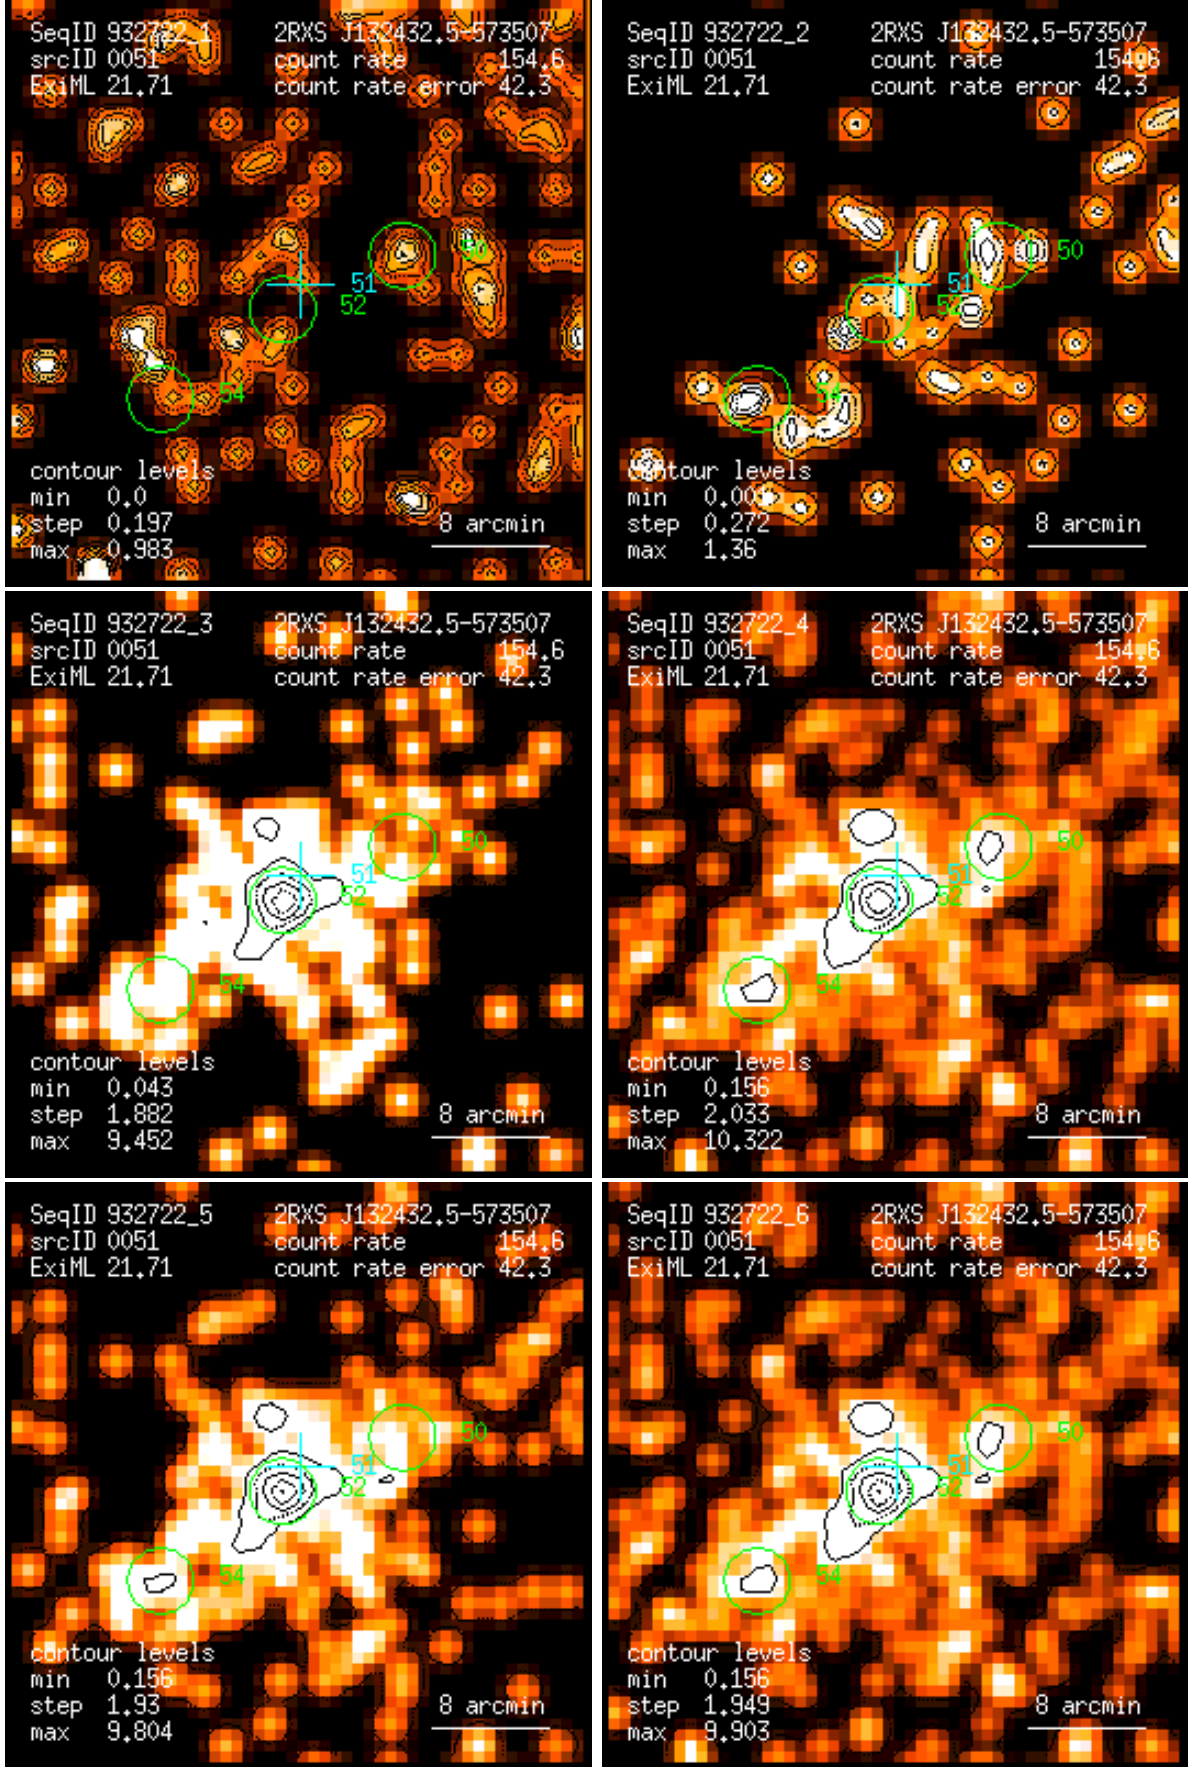 SeqID 932722_1 2RXS J132432.5-573507
srcID 0051 count rate 154.6
ExiML 21.71 count rate error 42.3
50
51
52
54
contour levels
min 0.0
step 0.197 8 arcmin
max 0.983
SeqID 932722_2 2RXS J132432.5-573507
srcID 0051 count rate 154.6
ExiML 21.71 count rate error 42.3
50
51
52
54
contour levels
min
step 0.272 8 arcmin
max 1.36
SeqID 932722_3 2RXS J132432.5-573507
srcID 0051 count rate 154.6
ExiML 21.71 count rate error 42.3
50
51
52
54
contour levels
min 0.043
step 1.882 8 arcmin
max 9.452
SeqID 932722_4 2RXS J132432.5-573507
srcID 0051 count rate 154.6
ExiML 21.71 count rate error 42.3
50
51
52
54
contour levels
min 0.156
step 2.033 8 arcmin
max 10.322
SeqID 932722_5 2RXS J132432.5-573507
srcID 0051 count rate 154.6
ExiML 21.71 count rate error 42.3
50
51
52
54
contour levels
min 0.156
step 1.93 8 arcmin
max 9.804
SeqID 932722_6 2RXS J132432.5-573507
srcID 0051 count rate 154.6
ExiML 21.71 count rate error 42.3
50
51
52
54
contour levels
min 0.156
step 1.949 8 arcmin
max 9.903